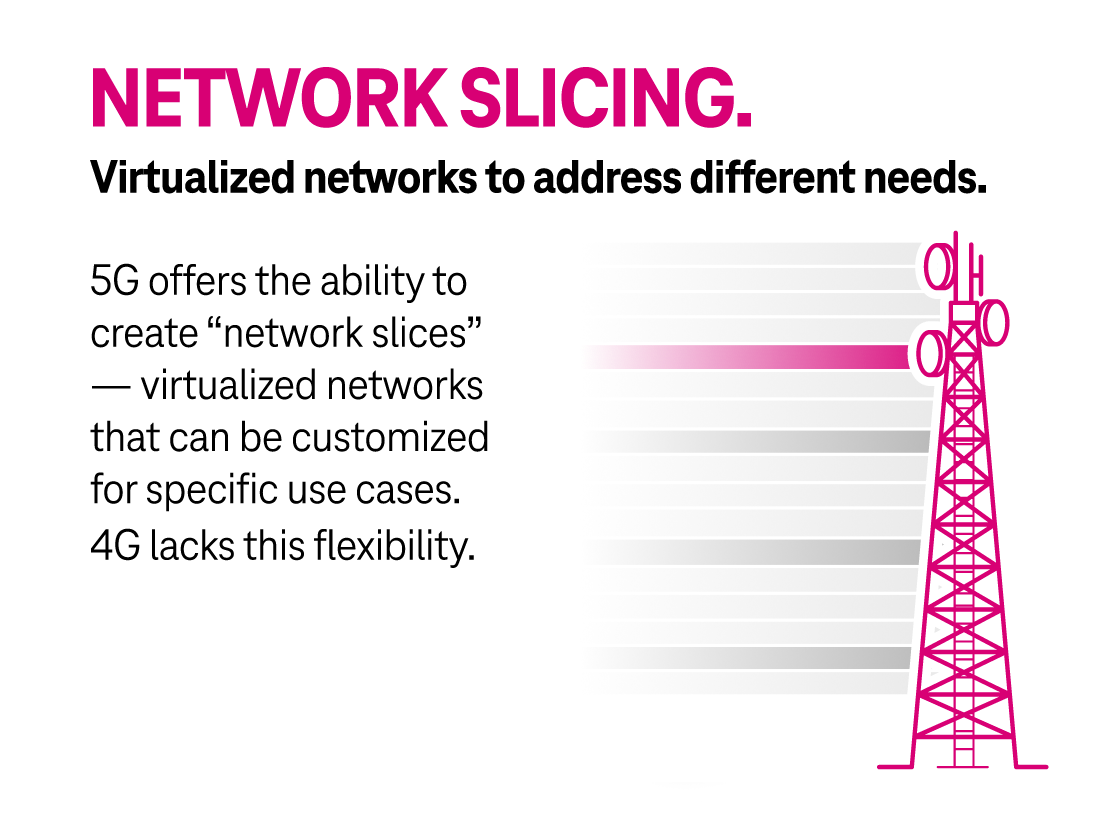 NETWORK SLICING.
Virtualized networks to address different needs.
5G offers the ability to
create “network slices”
— virtualized networks
that can be customized
for specific use cases.
4G lacks this flexibility.